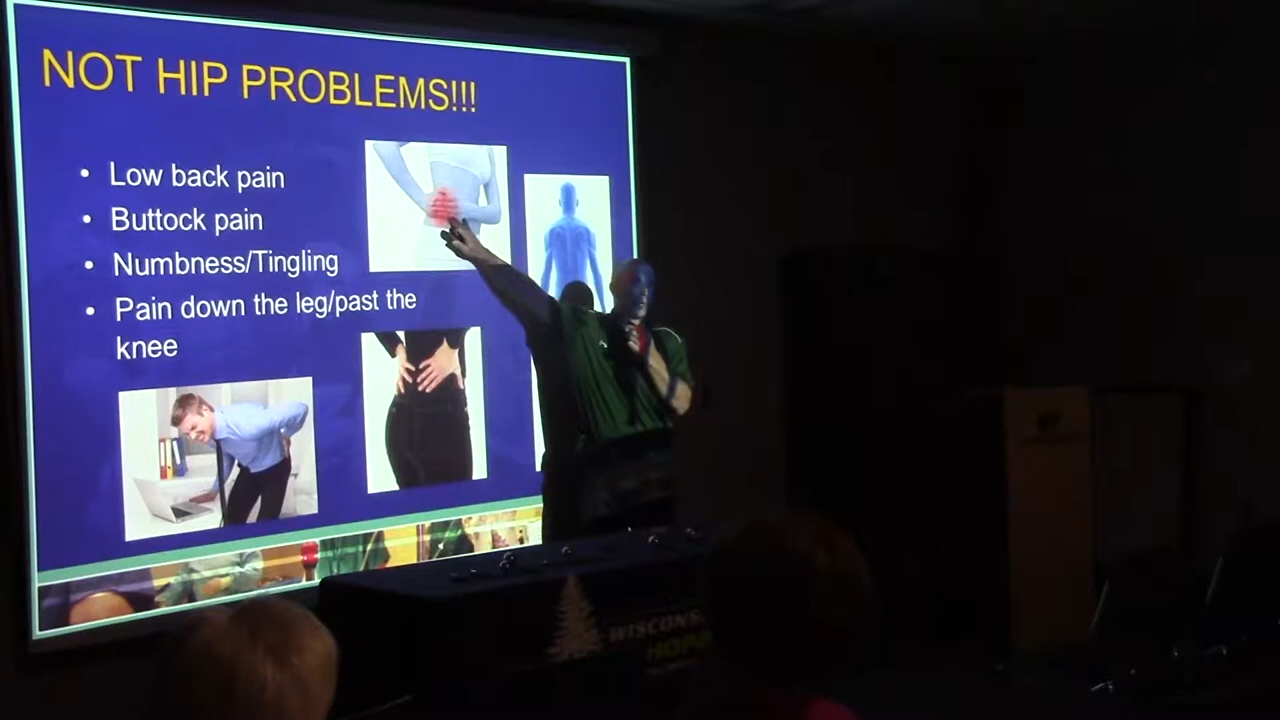 NOT HIP PROBLEMS!!!
• Low back pain
• Buttock pain
• Numbness/Tingling
• Pain down the leg/past the
knee